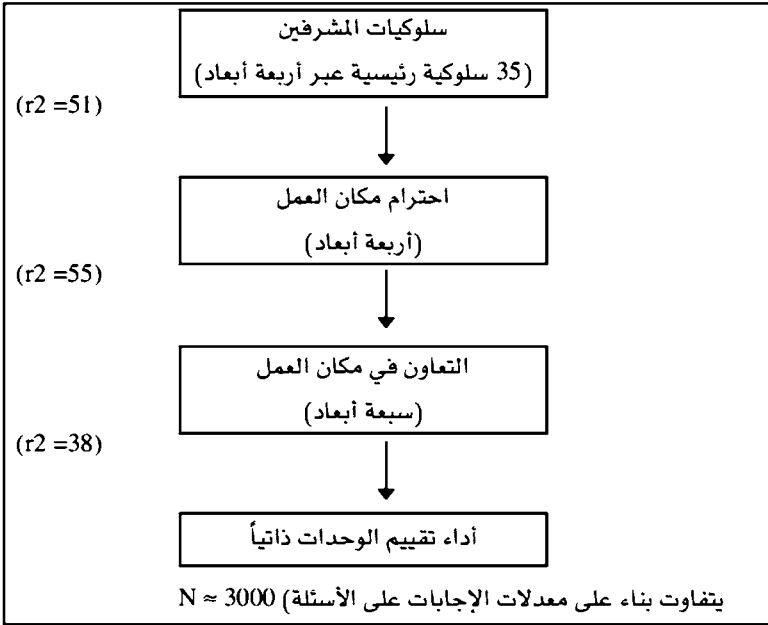 سلوكيات المشرفين
(35 سلوكية رئيسية عبر أربعة أبعاد)
(r2 =51)
احترام مكان العمل
(أربعة أبعاد)
(r2 =55)
التعاون في مكان العمل
(سبعة أبعاد)
(r2 =38)
أداء تقييم الوحدات ذاتياً
يتفاوت بناء على معدلات الإجابات على الأسئلة) N ≈ 3000